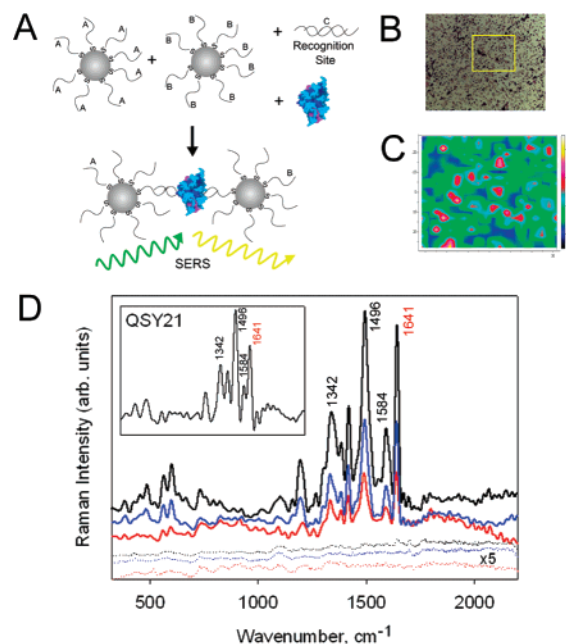 A
B
A A A A A A A
B B B B B B B
+
+
C
Recognition
Site
+
A
B
SERS
C
D
QSY21
1342
1496
1584
1641
1342
1496
1584
1641
x5
Raman Intensity (arb. units)
500 1000 1500 2000
Wavenumber, cm⁻¹